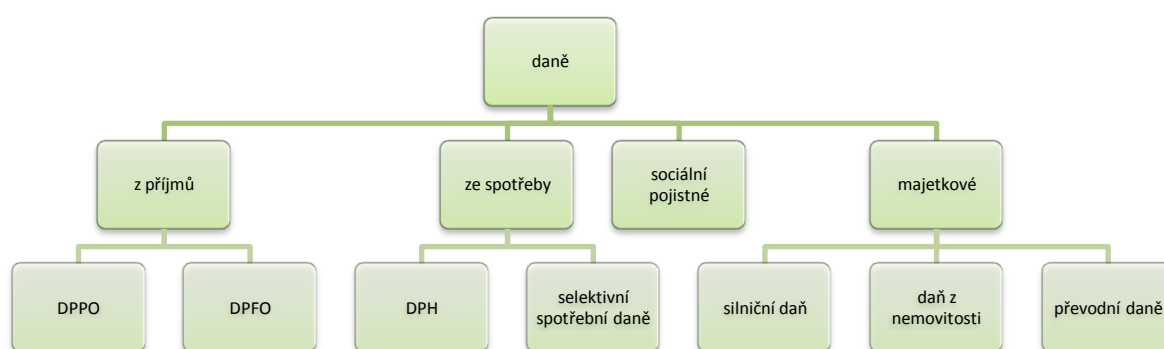 daně
z příjmů
ze spotřeby
sociální
pojistné
majetkové
DPPO
DPFO
DPH
selektivní
spotřební daně
silniční daň
daň z
nemovitosti
převodní daně